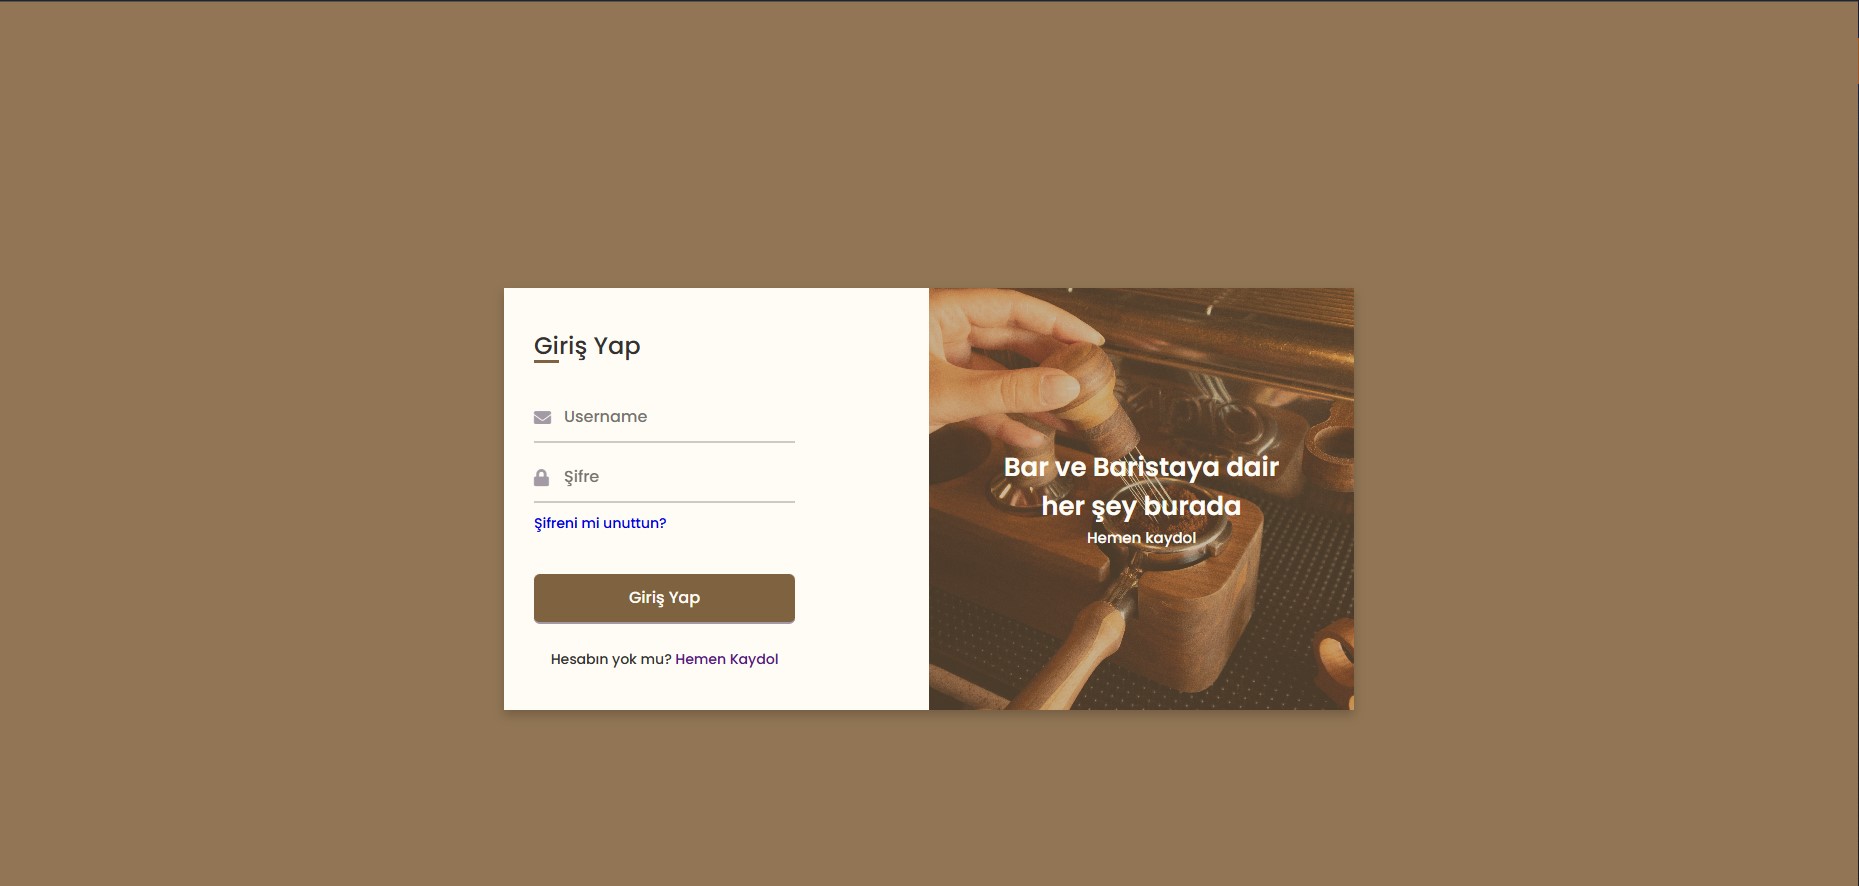 Giriş Yap
Username
Şifre
Şifreni mi unuttun?
Giriş Yap
Hesabın yok mu? Hemen Kaydol
Bar ve Baristaya dair
her şey burada
Hemen kaydol